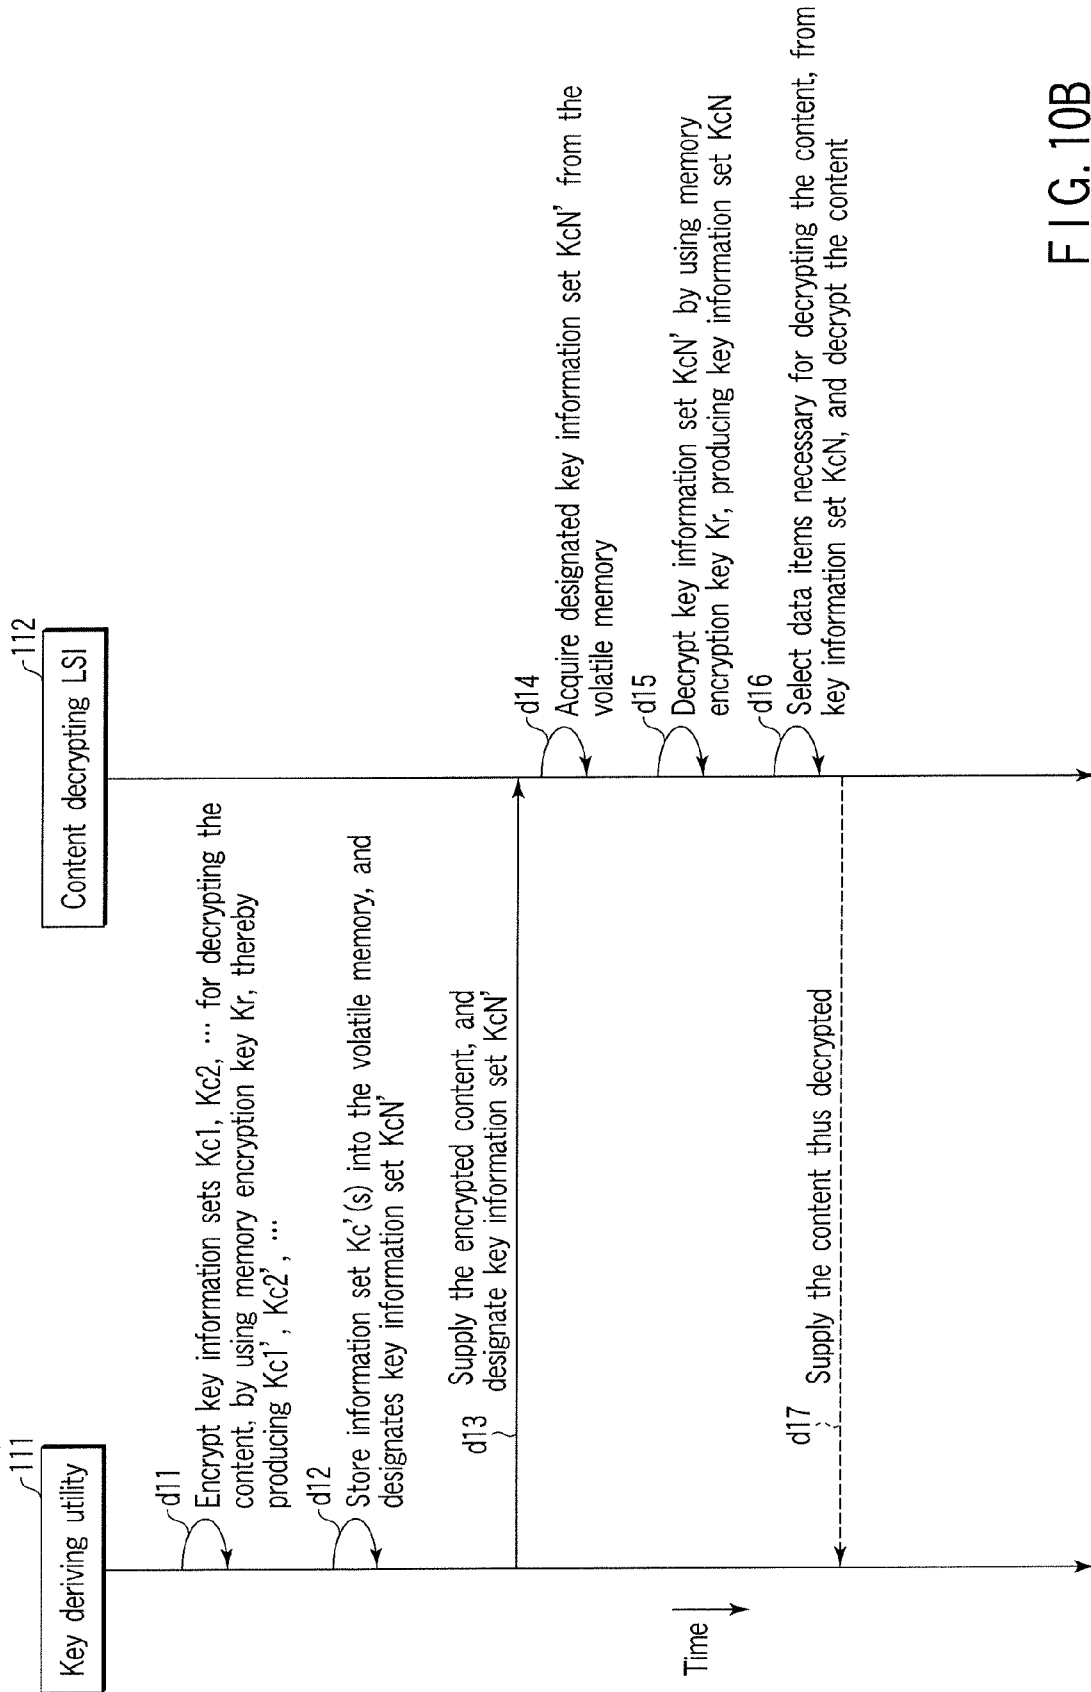 111
Key deriving utility
112
Content decrypting LSI
d11
Encrypt key information sets Kc1, Kc2, ··· for decrypting the
content, by using memory encryption key Kr, thereby
producing Kc1', Kc2', ···
d12
Store information set Kc'(s) into the volatile memory, and
designates key information set KcN'
Supply the encrypted content, and
designate key information set KcN'
d13
d14
Acquire designated key information set KcN' from the
volatile memory
d15
Decrypt key information set KcN' by using memory
encryption key Kr, producing key information set KcN
d16
Select data items necessary for decrypting the content, from
key information set KcN, and decrypt the content
d17
Supply the content thus decrypted
Time
FIG. 10B